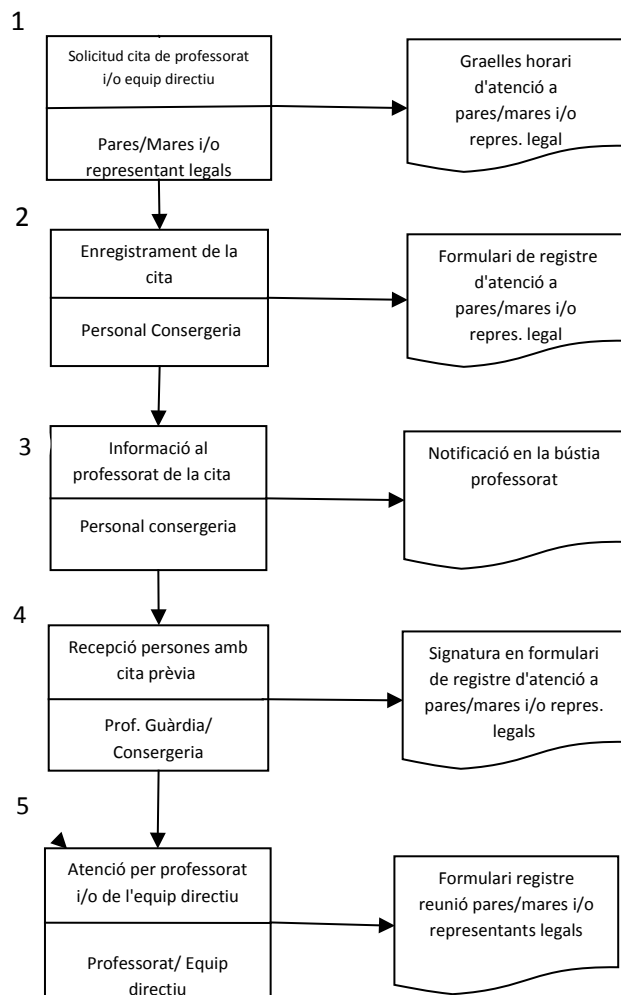 1
Solicitud cita de professorat
i/o equip directiu
Pares/Mares i/o
representant legals
Graelles horari
d'atenció a
pares/mares i/o
repres. legal
2
Enregistrament de la
cita
Personal Consergeria
Formulari de registre
d'atenció a
pares/mares i/o
repres. legal
3
Informació al
professorat de la cita
Personal consergeria
Notificació en la bústia
professorat
4
Recepció persones amb
cita prèvia
Prof. Guàrdia/
Consergeria
Signatura en formulari
de registre d'atenció a
pares/mares i/o repres.
legals
5
Atenció per professorat
i/o de l'equip directiu
Professorat/ Equip
directiu
Formulari registre
reunió pares/mares i/o
representants legals